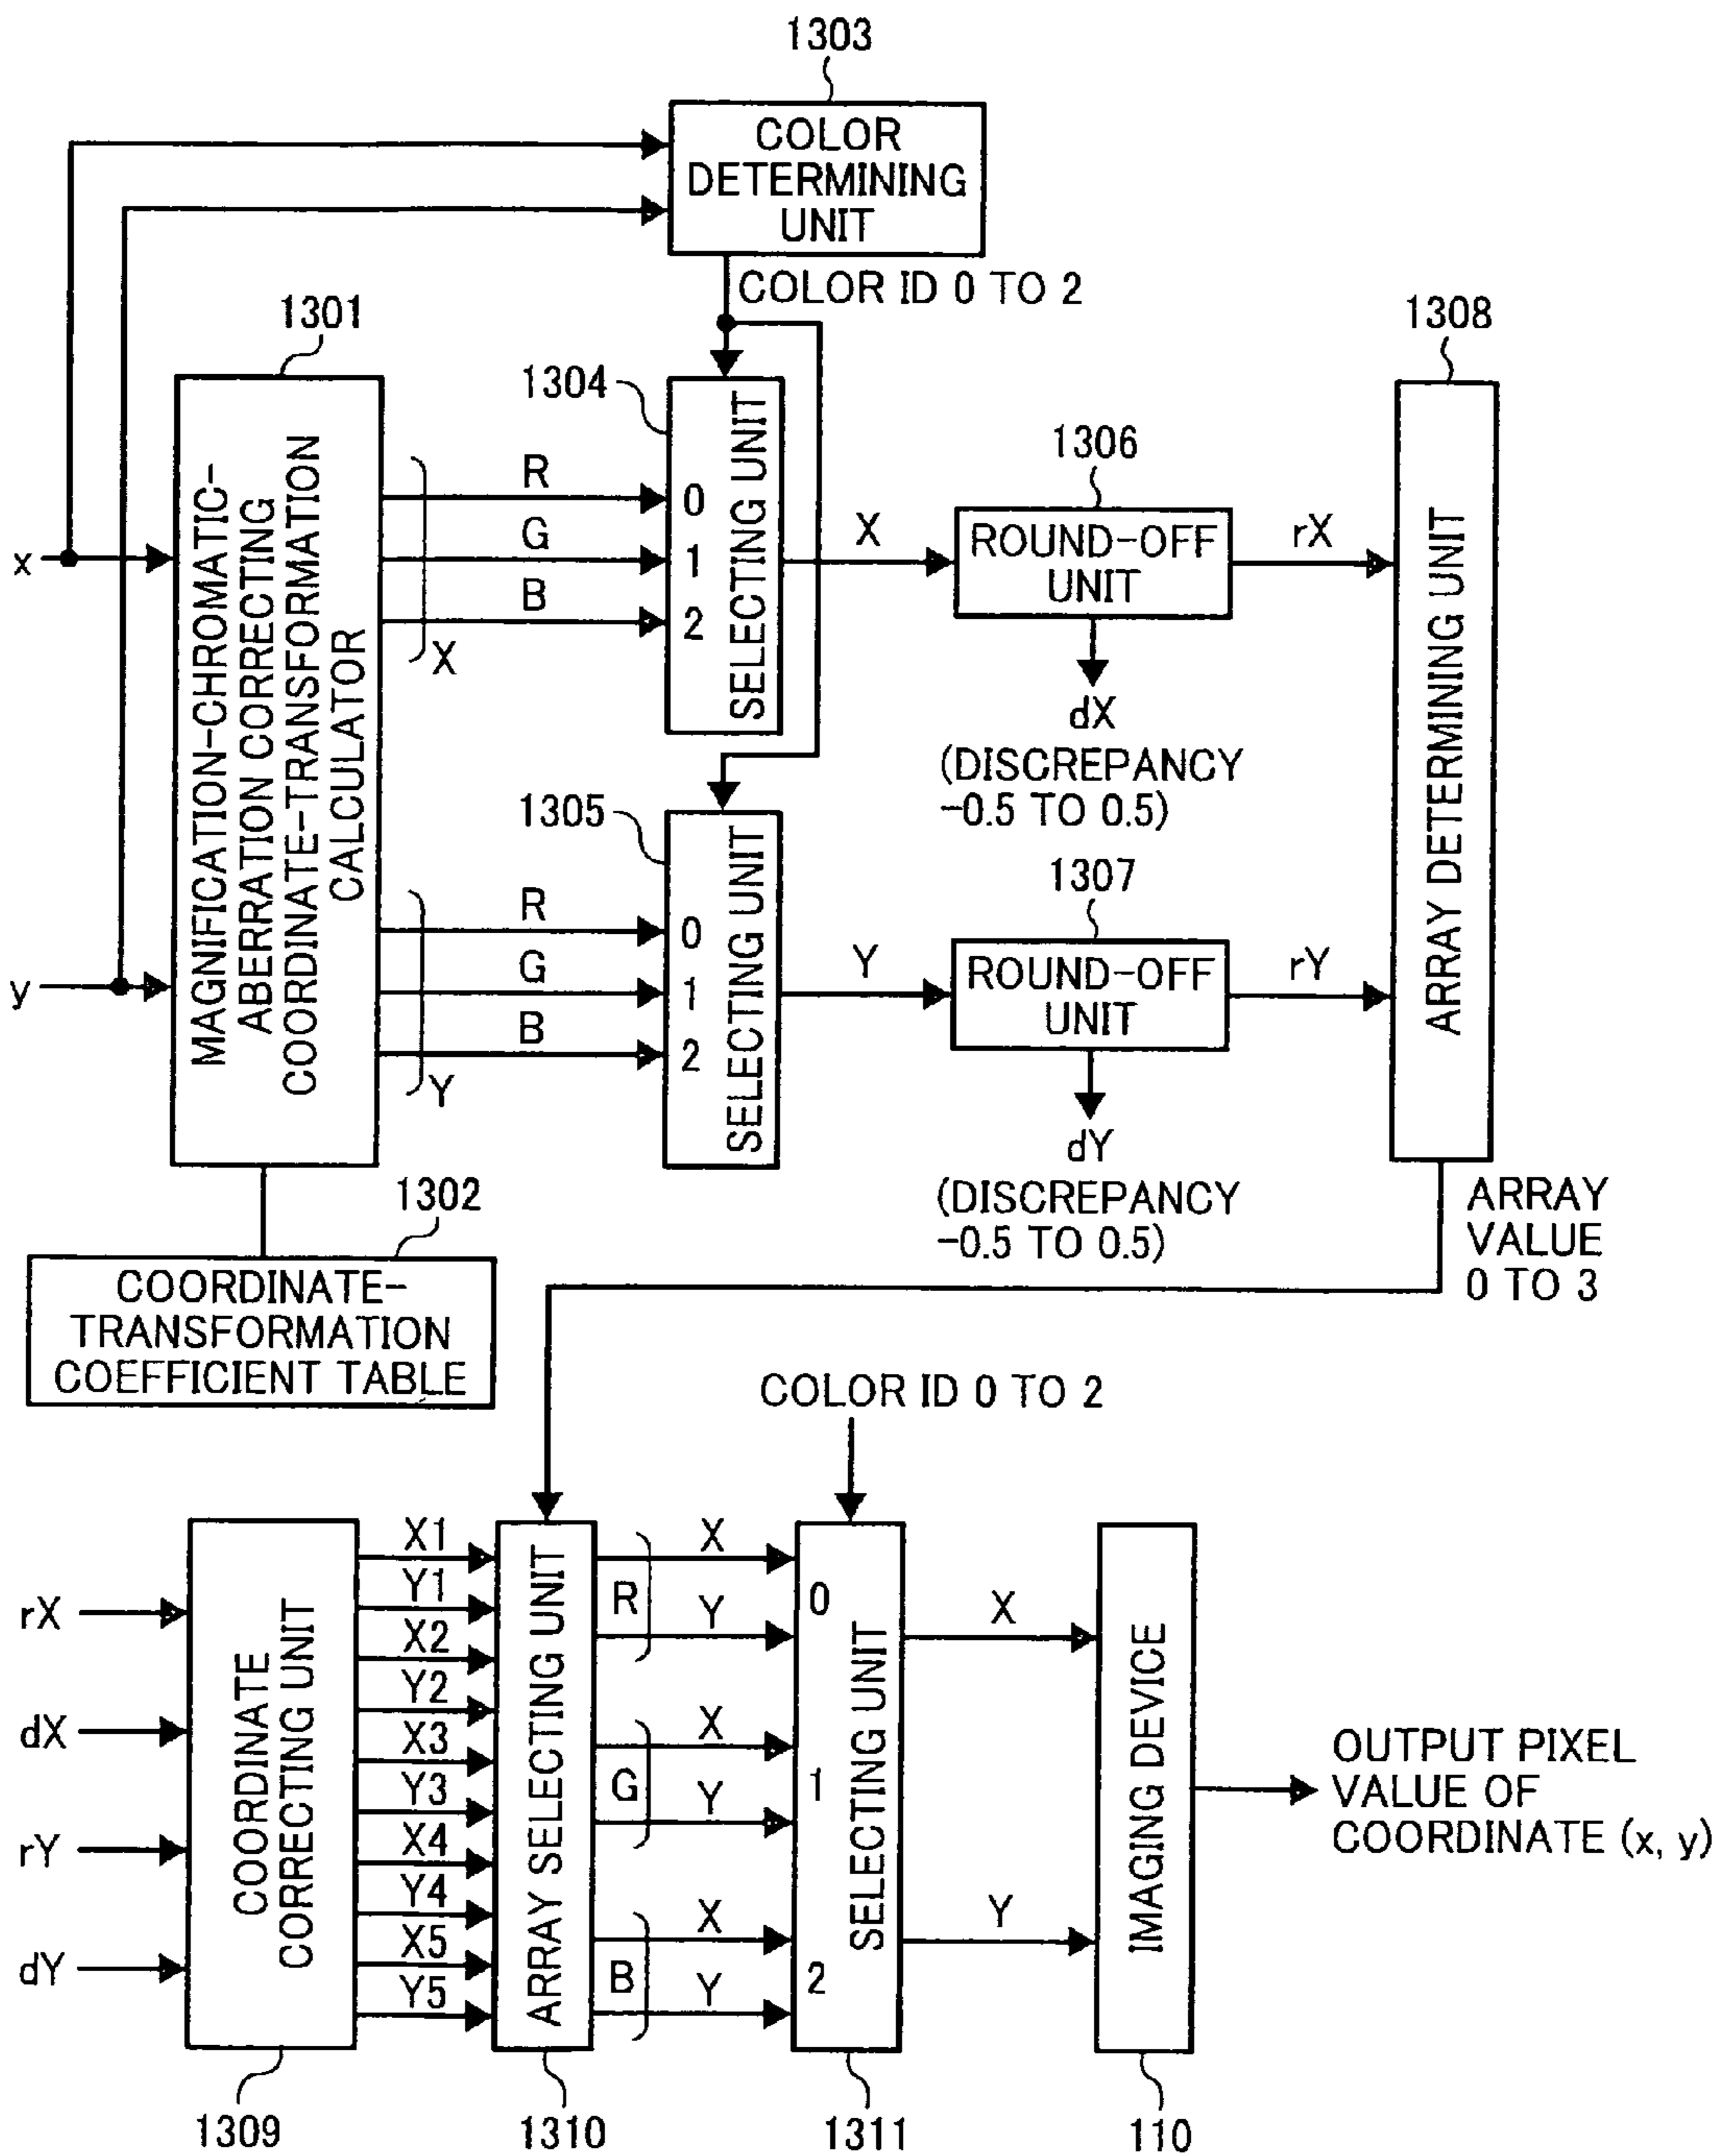 1303
COLOR
DETERMINING
UNIT
COLOR ID 0 TO 2
1301
1308
1304
x
y
MAGNIFICATION-CHROMATIC-
ABERRATION CORRECTING
COORDINATE-TRANSFORMATION
CALCULATOR
R
G
B
X
0
1
2
SELECTING UNIT
X
1306
ROUND-OFF
UNIT
rX
dX
(DISCREPANCY
-0.5 TO 0.5)
ARRAY DETERMINING UNIT
1305
R
G
B
Y
0
1
2
SELECTING UNIT
Y
1307
ROUND-OFF
UNIT
rY
dY
(DISCREPANCY
-0.5 TO 0.5)
ARRAY
VALUE
0 TO 3
1302
COORDINATE-
TRANSFORMATION
COEFFICIENT TABLE
COLOR ID 0 TO 2
rX
dX
rY
dY
COORDINATE
CORRECTING UNIT
X1
Y1
X2
Y2
X3
Y3
X4
Y4
X5
Y5
ARRAY SELECTING UNIT
R
X
Y
G
X
Y
B
X
Y
0
1
2
SELECTING UNIT
X
Y
IMAGING DEVICE
OUTPUT PIXEL
VALUE OF
COORDINATE (x, y)
1309
1310
1311
110